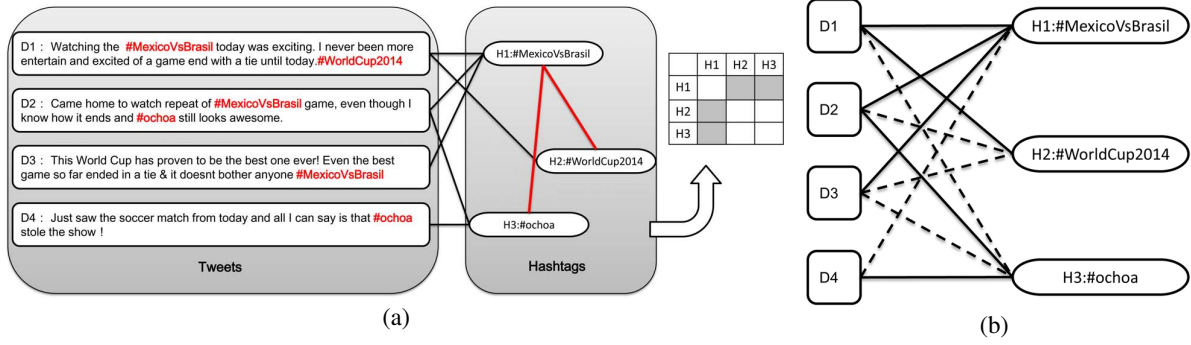 D1 : Watching the #MexicoVsBrasil today was exciting. I never been more
entertain and excited of a game end with a tie until today.#WorldCup2014
D2 : Came home to watch repeat of #MexicoVsBrasil game, even though I
know how it ends and #ochoa still looks awesome.
D3 : This World Cup has proven to be the best one ever! Even the best
game so far ended in a tie & it doesnt bother anyone #MexicoVsBrasil
D4 : Just saw the soccer match from today and all I can say is that #ochoa
stole the show !
Tweets
H1:#MexicoVsBrasil
H2:#WorldCup2014
H3:#ochoa
Hashtags
H1 H2 H3
H1
H2
H3
(a)
D1
D2
D3
D4
H1:#MexicoVsBrasil
H2:#WorldCup2014
H3:#ochoa
(b)